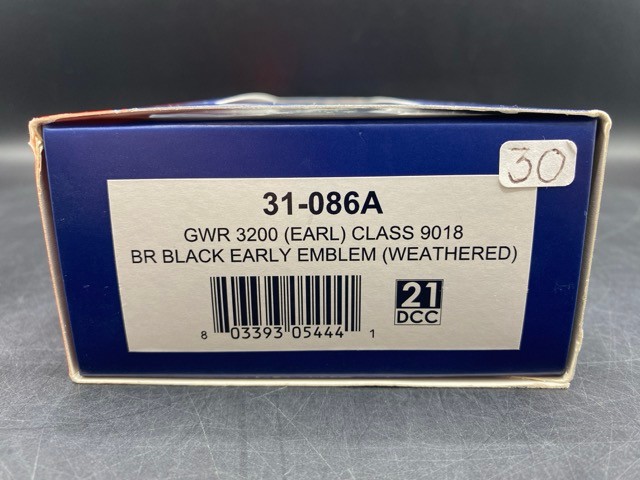 30
31-086A
GWR 3200 (EARL) CLASS 9018
BR BLACK EARLY EMBLEM (WEATHERED)
21
DCC
8 03393 05444 1